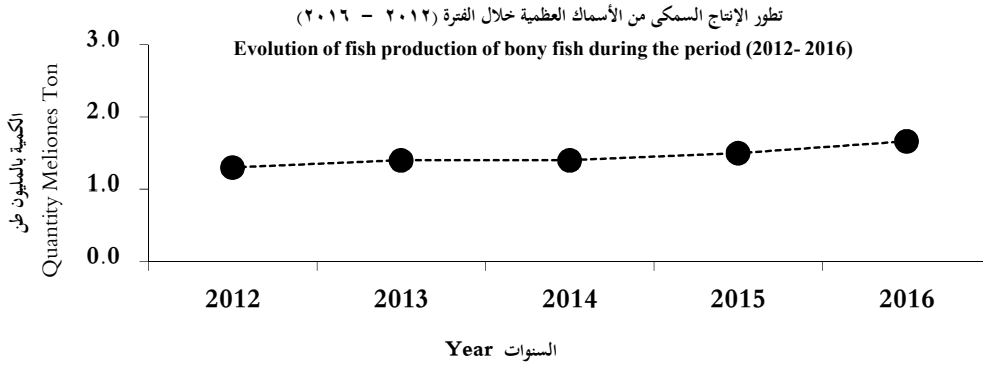 تطور الإنتاج السمكى من الأسماك العظمية خلال الفترة (٢٠١٢ - ٢٠١٦)
Evolution of fish production of bony fish during the period (2012- 2016)
الكمية بالمليون طن
Quantity Meliones Ton
3.0
2.0
1.0
0.0
2012 2013 2014 2015 2016
السنوات Year